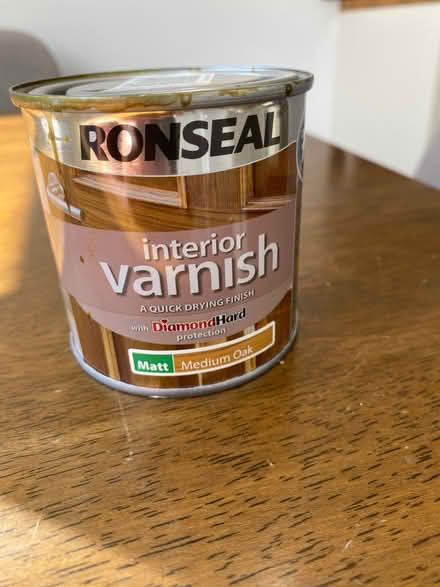 RONSEAL
interior
varnish
A QUICK DRYING FINISH
with DiamondHard
protection
Matt Medium Oak